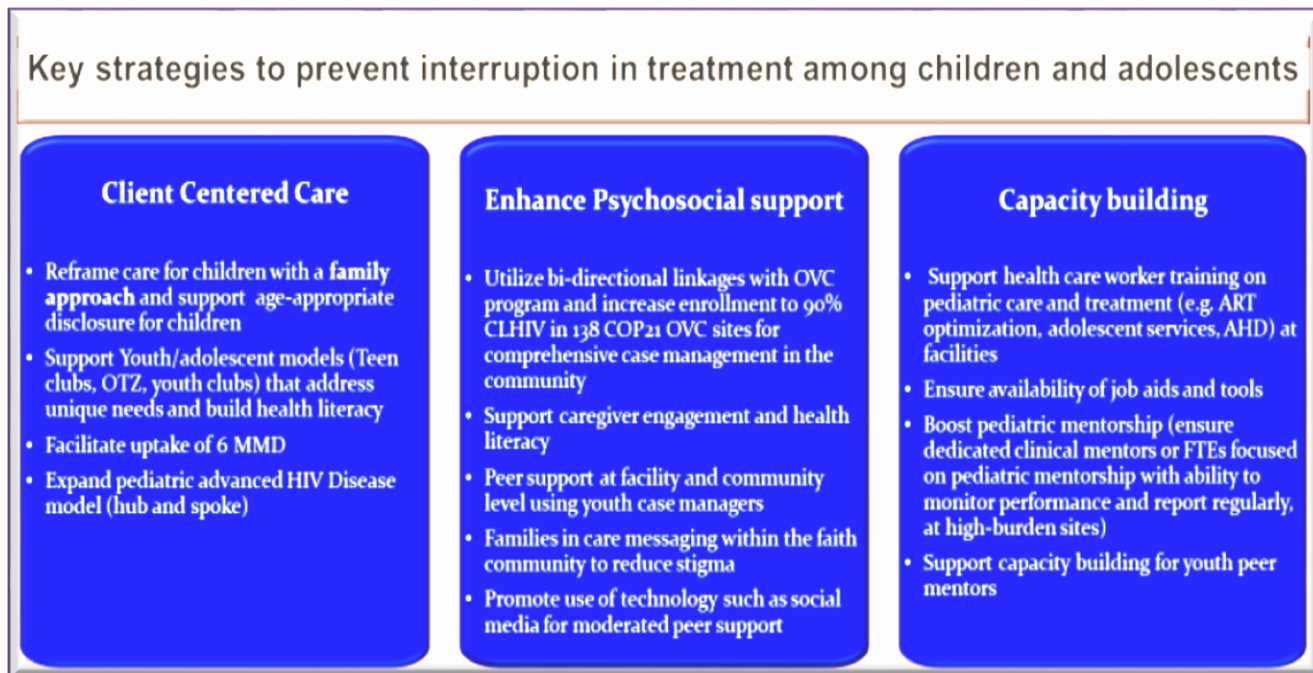 Key strategies to prevent interruption in treatment among children and adolescents
Client Centered Care
• Reframe care for children with a family
approach and support age-appropriate
disclosure for children
• Support Youth/adolescent models (Teen
clubs, OTZ, youth clubs) that address
unique needs and build health literacy
• Facilitate uptake of 6 MMD
• Expand pediatric advanced HIV Disease
model (hub and spoke)
Enhance Psychosocial support
• Utilize bi-directional linkages with OVC
program and increase enrollment to 90%
CLHIV in 138 COP21 OVC sites for
comprehensive case management in the
community
• Support caregiver engagement and health
literacy
• Peer support at facility and community
level using youth case managers
• Families in care messaging within the faith
community to reduce stigma
• Promote use of technology such as social
media for moderated peer support
Capacity building
• Support health care worker training on
pediatric care and treatment (e.g. ART
optimization, adolescent services, AHD) at
facilities
• Ensure availability of job aids and tools
• Boost pediatric mentorship (ensure
dedicated clinical mentors or FTEs focused
on pediatric mentorship with ability to
monitor performance and report regularly,
at high-burden sites)
• Support capacity building for youth peer
mentors